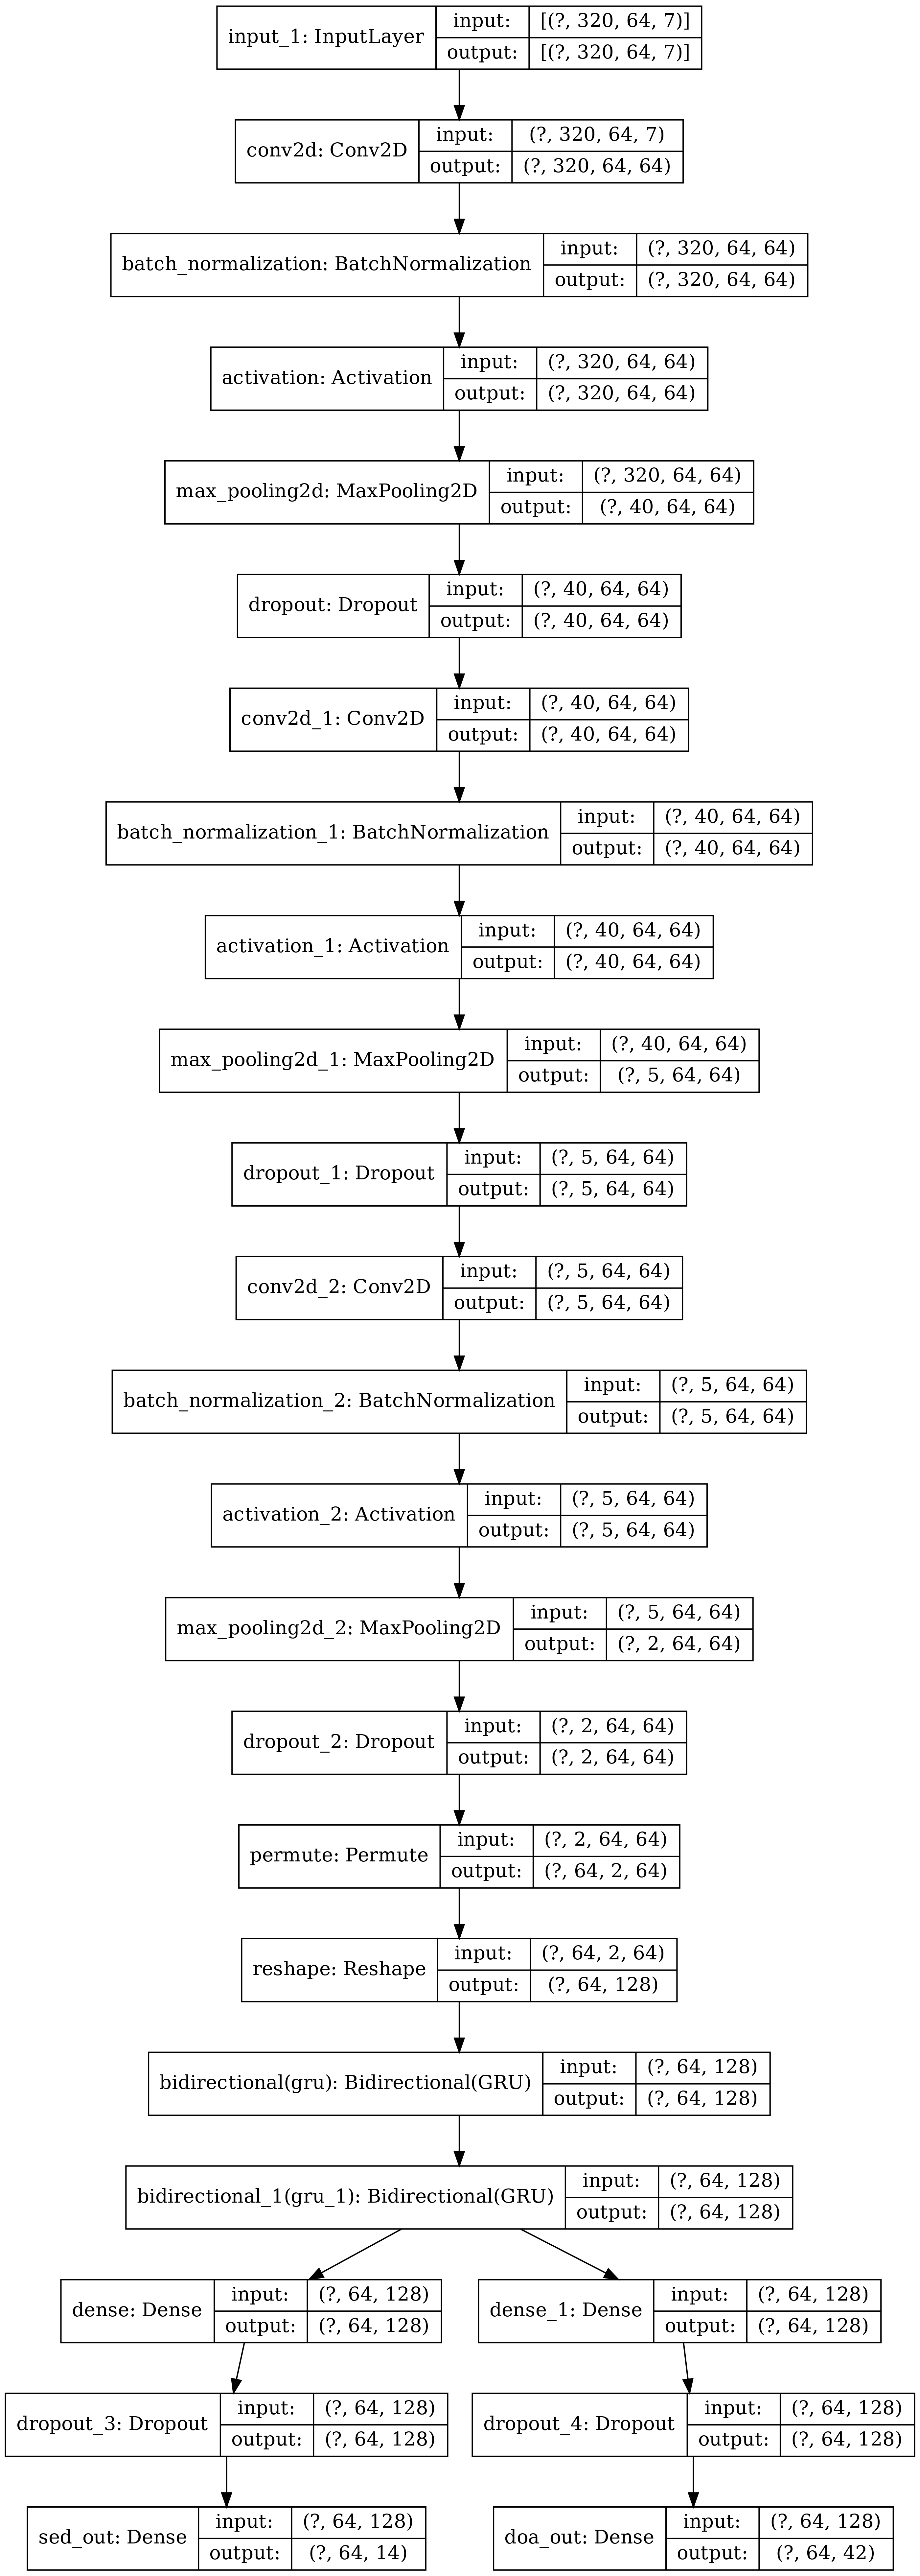 input_1: InputLayer
input: [(?, 320, 64, 7)]
output: [(?, 320, 64, 7)]
conv2d: Conv2D
input: (?, 320, 64, 7)
output: (?, 320, 64, 64)
batch_normalization: BatchNormalization
input: (?, 320, 64, 64)
output: (?, 320, 64, 64)
activation: Activation
input: (?, 320, 64, 64)
output: (?, 320, 64, 64)
max_pooling2d: MaxPooling2D
input: (?, 320, 64, 64)
output: (?, 40, 64, 64)
dropout: Dropout
input: (?, 40, 64, 64)
output: (?, 40, 64, 64)
conv2d_1: Conv2D
input: (?, 40, 64, 64)
output: (?, 40, 64, 64)
batch_normalization_1: BatchNormalization
input: (?, 40, 64, 64)
output: (?, 40, 64, 64)
activation_1: Activation
input: (?, 40, 64, 64)
output: (?, 40, 64, 64)
max_pooling2d_1: MaxPooling2D
input: (?, 40, 64, 64)
output: (?, 5, 64, 64)
dropout_1: Dropout
input: (?, 5, 64, 64)
output: (?, 5, 64, 64)
conv2d_2: Conv2D
input: (?, 5, 64, 64)
output: (?, 5, 64, 64)
batch_normalization_2: BatchNormalization
input: (?, 5, 64, 64)
output: (?, 5, 64, 64)
activation_2: Activation
input: (?, 5, 64, 64)
output: (?, 5, 64, 64)
max_pooling2d_2: MaxPooling2D
input: (?, 5, 64, 64)
output: (?, 2, 64, 64)
dropout_2: Dropout
input: (?, 2, 64, 64)
output: (?, 2, 64, 64)
permute: Permute
input: (?, 2, 64, 64)
output: (?, 64, 2, 64)
reshape: Reshape
input: (?, 64, 2, 64)
output: (?, 64, 128)
bidirectional(gru): Bidirectional(GRU)
input: (?, 64, 128)
output: (?, 64, 128)
bidirectional_1(gru_1): Bidirectional(GRU)
input: (?, 64, 128)
output: (?, 64, 128)
dense: Dense
input: (?, 64, 128)
output: (?, 64, 128)
dense_1: Dense
input: (?, 64, 128)
output: (?, 64, 128)
dropout_3: Dropout
input: (?, 64, 128)
output: (?, 64, 128)
dropout_4: Dropout
input: (?, 64, 128)
output: (?, 64, 128)
sed_out: Dense
input: (?, 64, 128)
output: (?, 64, 14)
doa_out: Dense
input: (?, 64, 128)
output: (?, 64, 42)